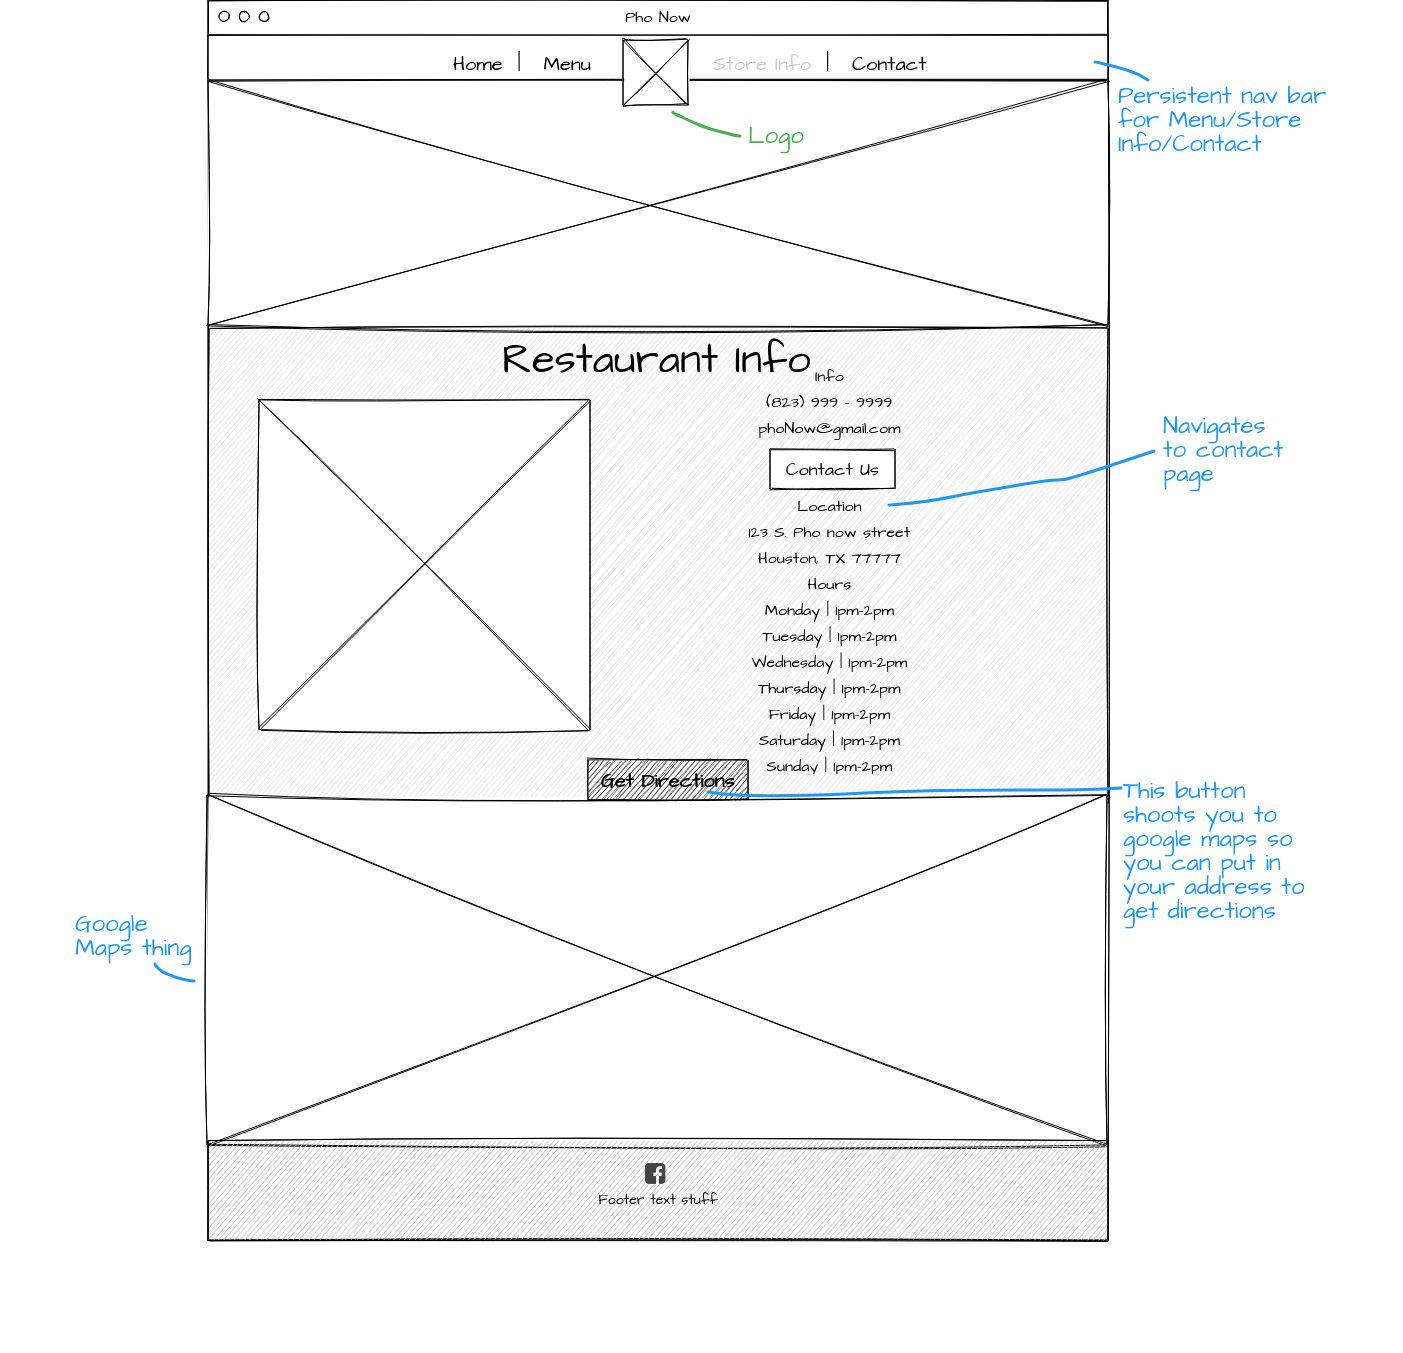 Pho Now
Home | Menu
Store Info | Contact
Persistent nav bar
for Menu/Store
Info/Contact
Logo
Restaurant Info
Info
(823) 999 - 9999
phoNow@gmail.com
Contact Us
Navigates
to contact
page
Location
123 S. Pho now street
Houston, TX 77777
Hours
Monday | 1pm-2pm
Tuesday | 1pm-2pm
Wednesday | 1pm-2pm
Thursday | 1pm-2pm
Friday | 1pm-2pm
Saturday | 1pm-2pm
Sunday | 1pm-2pm
Get Directions
This button
shoots you to
google maps so
you can put in
your address to
get directions
Google
Maps thing
Footer text stuff